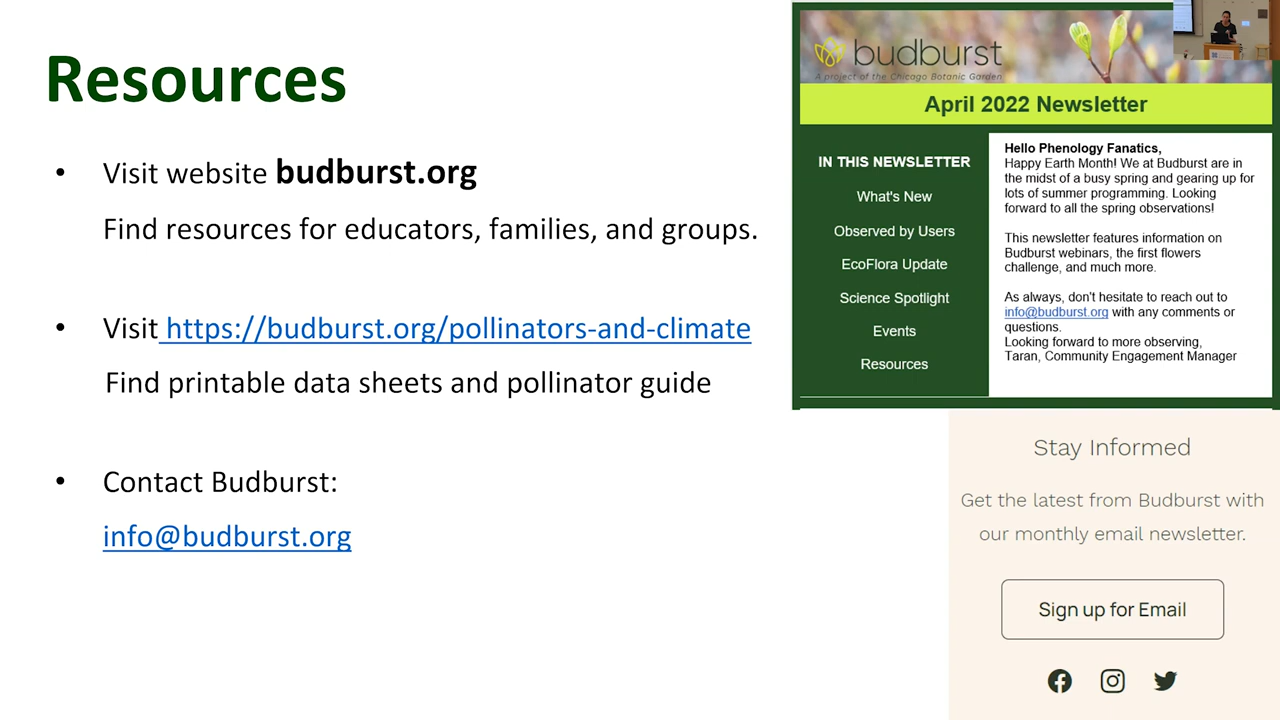 Resources
• Visit website budburst.org
Find resources for educators, families, and groups.
• Visit https://budburst.org/pollinators-and-climate
Find printable data sheets and pollinator guide
• Contact Budburst:
info@budburst.org
budburst
A project of the Chicago Botanic Garden
April 2022 Newsletter
IN THIS NEWSLETTER
What's New
Observed by Users
EcoFlora Update
Science Spotlight
Events
Resources
Hello Phenology Fanatics,
Happy Earth Month! We at Budburst are in
the midst of a busy spring and gearing up for
lots of summer programming. Looking
forward to all the spring observations!
This newsletter features information on
Budburst webinars, the first flowers
challenge, and much more.
As always, don't hesitate to reach out to
info@budburst.org with any comments or
questions.
Looking forward to more observing,
Taran, Community Engagement Manager
Stay Informed
Get the latest from Budburst with
our monthly email newsletter.
Sign up for Email